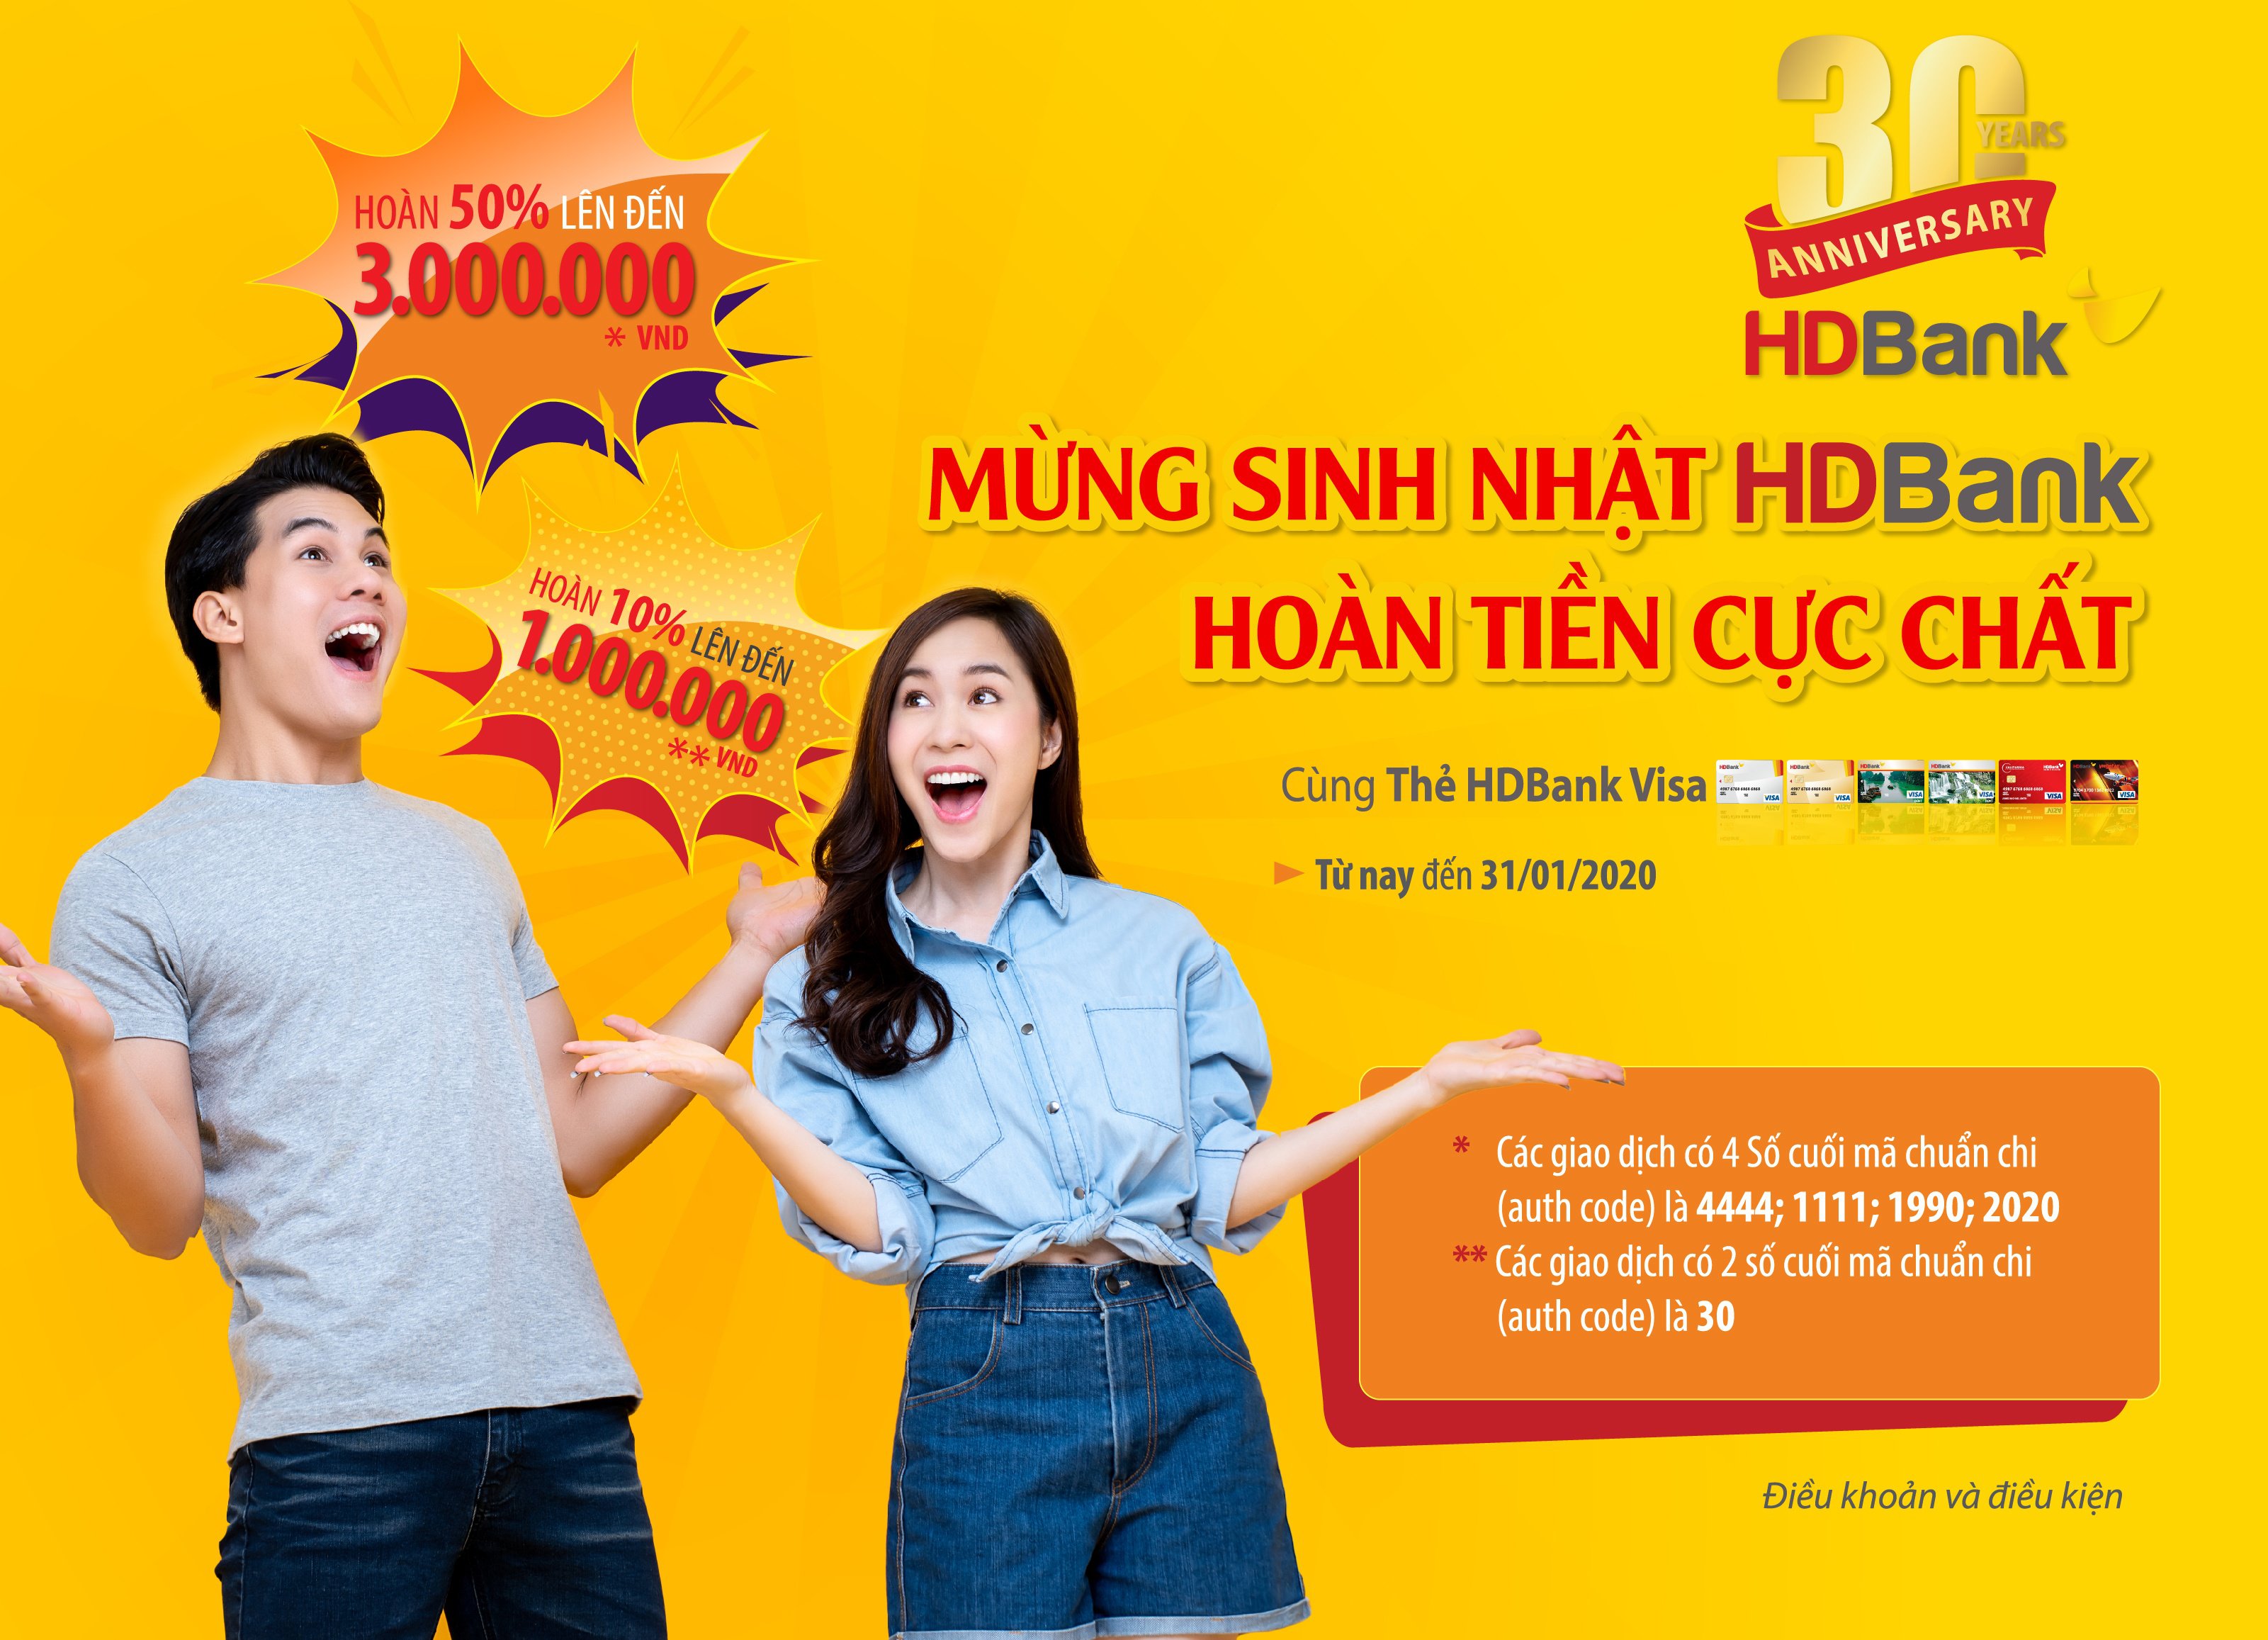 HOÀN 50% LÊN ĐẾN
3.000.000
* VND
HOÀN 10% LÊN ĐẾN
1.000.000
** VND
30
YEARS
ANNIVERSARY
HDBank
MỪNG SINH NHẬT HDBank
HOÀN TIỀN CỰC CHẤT
Cùng Thẻ HDBank Visa
Từ nay đến 31/01/2020
* Các giao dịch có 4 Số cuối mã chuẩn chi
(auth code) là 4444; 1111; 1990; 2020
** Các giao dịch có 2 số cuối mã chuẩn chi
(auth code) là 30
Điều khoản và điều kiện